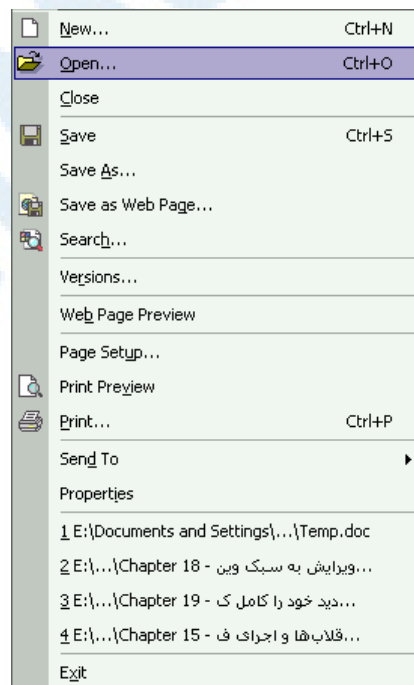 New... Ctrl+N
Open... Ctrl+O
Close
Save Ctrl+S
Save As...
Save as Web Page...
Search...
Versions...
Web Page Preview
Page Setup...
Print Preview
Print... Ctrl+P
Send To
Properties
1 E:\Documents and Settings\...\Temp.doc
2 E:\...\Chapter 18 - ویرایش به سبک وین...
3 E:\...\Chapter 19 - دید خود را کامل ک...
4 E:\...\Chapter 15 - قلاب‌ها و اجرای ف...
Exit